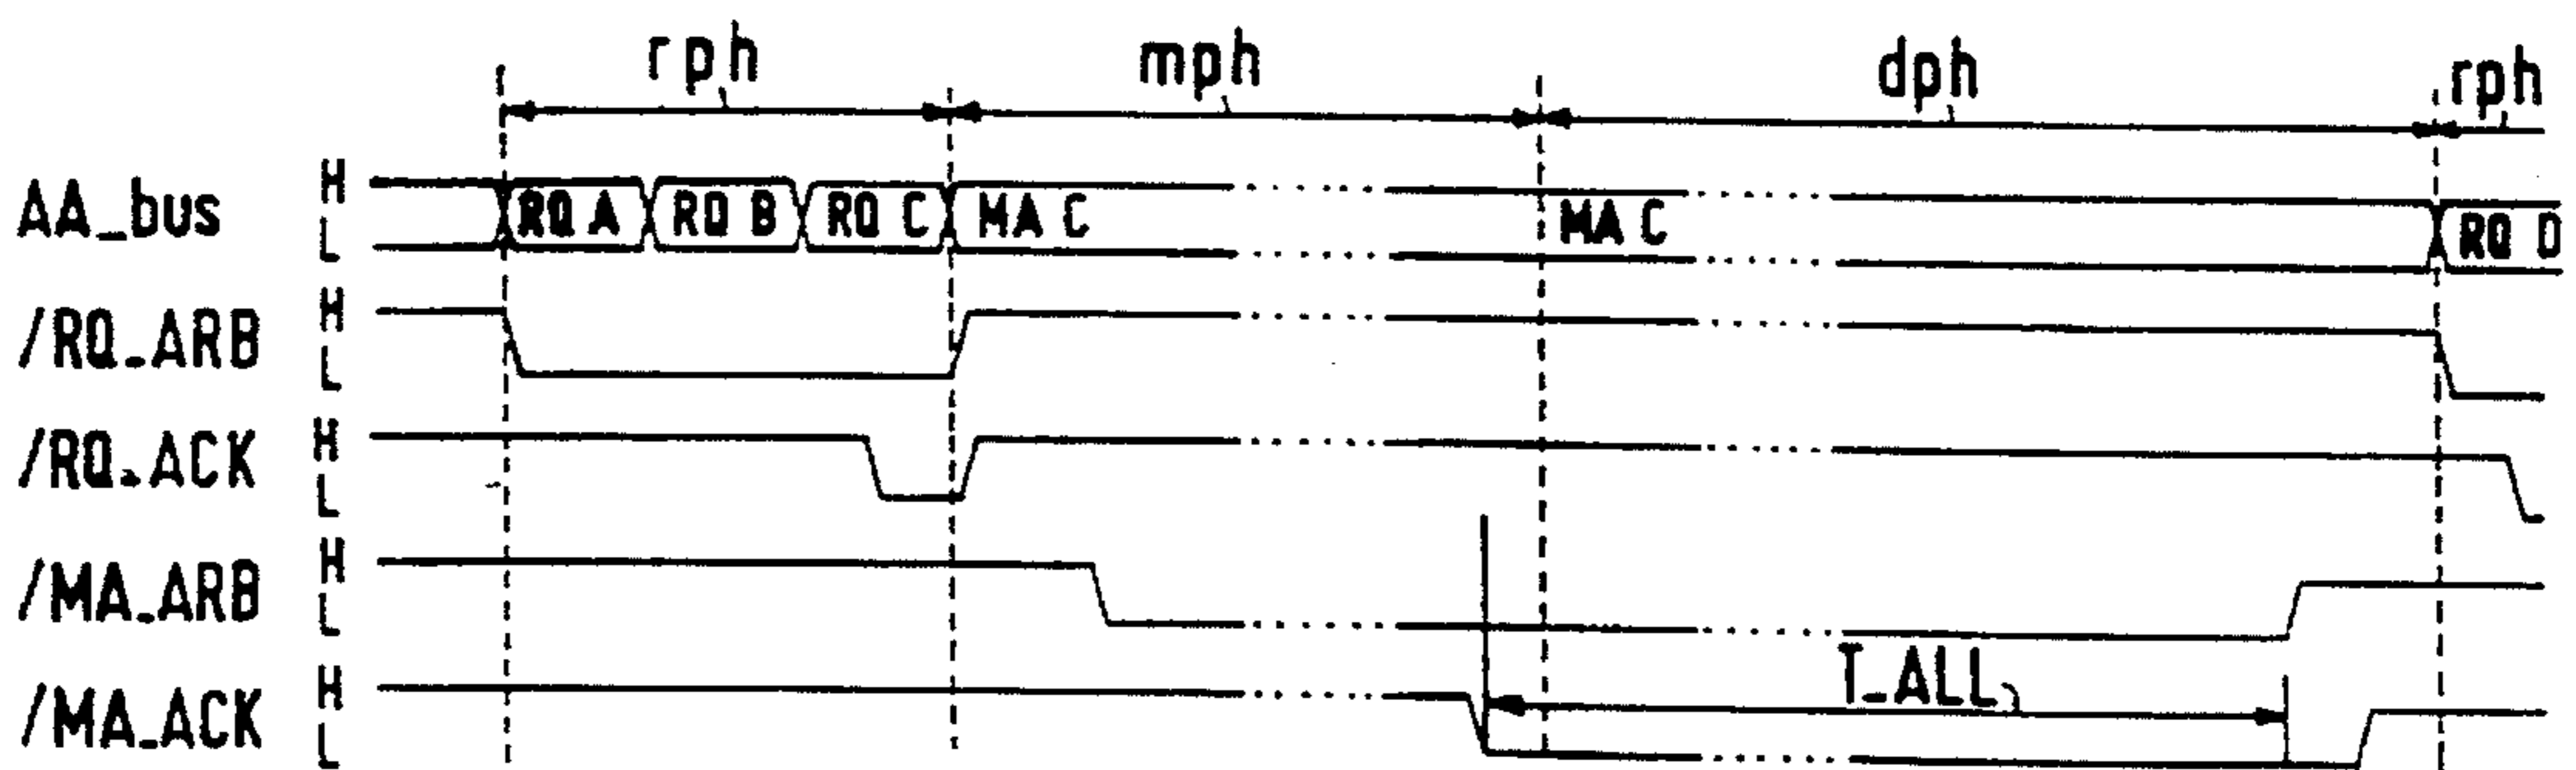 rph mph dph rph
AA_bus H L RQ A RQ B RQ C MA C MA C RQ D
/RQ_ARB H L
/RQ_ACK H L
/MA_ARB H L
T_ALL
/MA_ACK H L